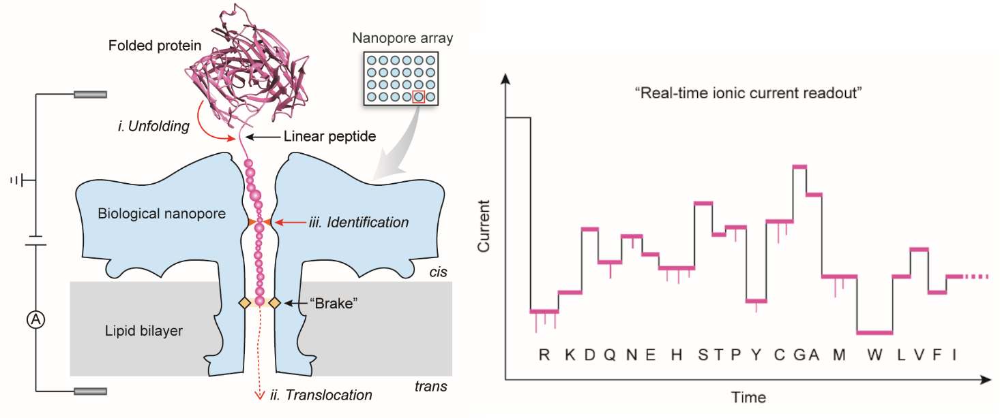 Folded protein
Nanopore array
i. Unfolding
Linear peptide
Biological nanopore
iii. Identification
cis
"Brake"
A
Lipid bilayer
trans
ii. Translocation
“Real-time ionic current readout”
Current
R K D Q N E H S T P Y C G A M W L V F I
Time